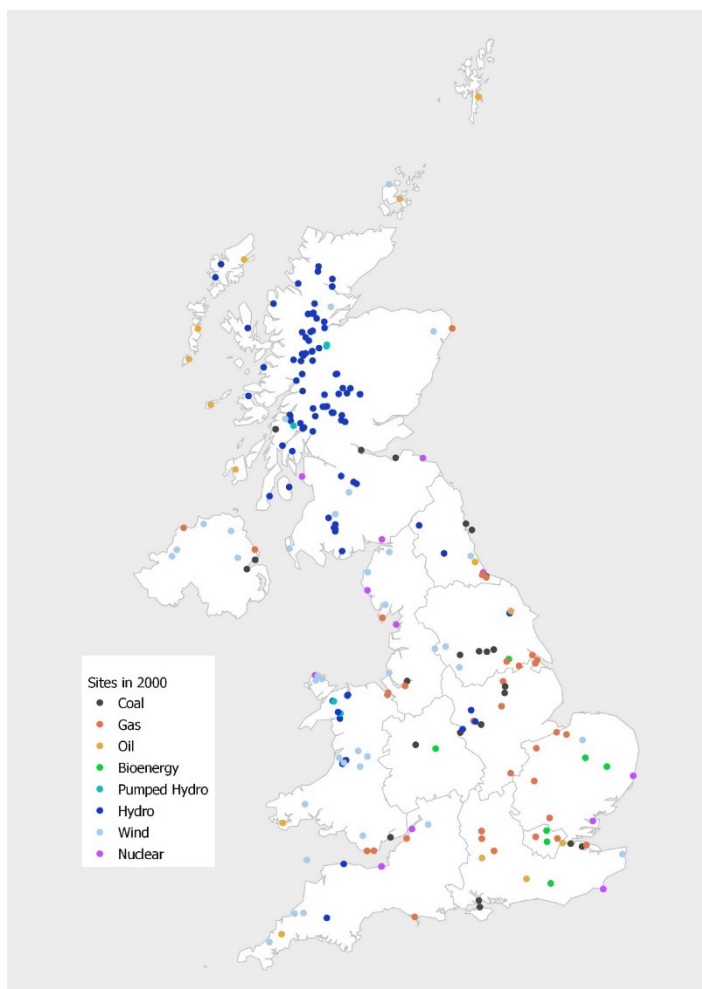 Sites in 2000
Coal
Gas
Oil
Bioenergy
Pumped Hydro
Hydro
Wind
Nuclear